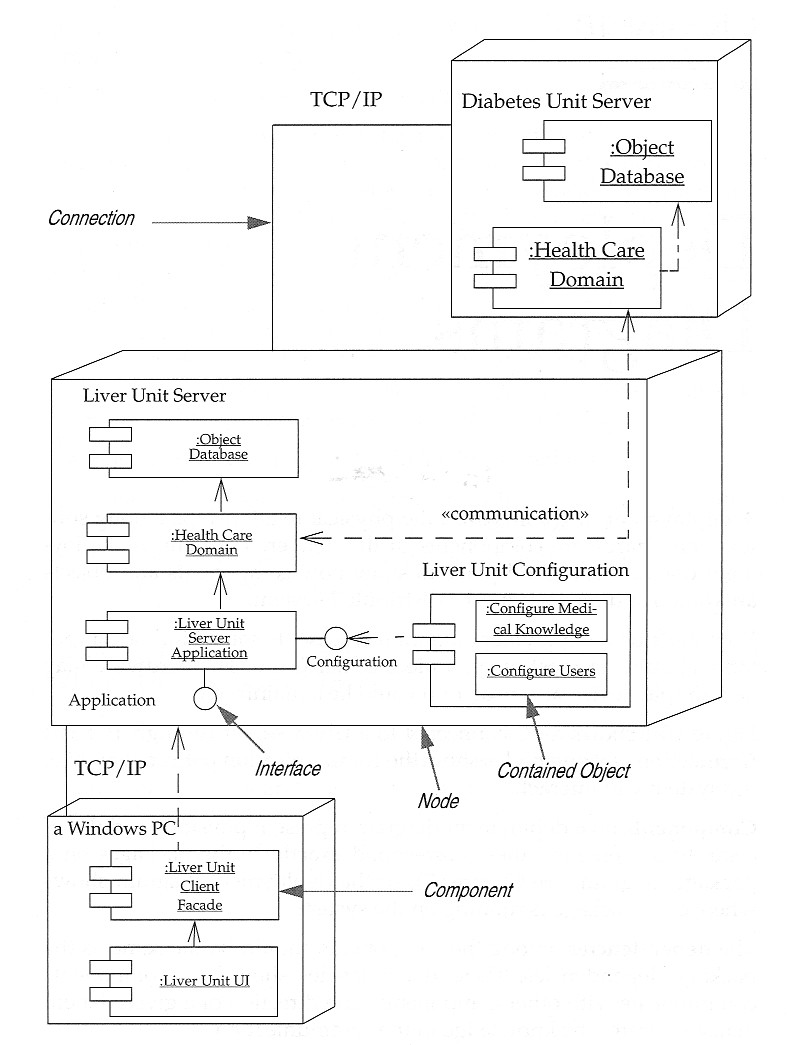 TCP/IP
Diabetes Unit Server
:Object
Database
Connection
:Health Care
Domain
Liver Unit Server
:Object
Database
«communication»
:Health Care
Domain
Liver Unit Configuration
:Configure Medi-
cal Knowledge
:Liver Unit
Server
Application
Configuration
:Configure Users
Application
TCP/IP
Interface
Contained Object
Node
a Windows PC
:Liver Unit
Client
Facade
Component
:Liver Unit UI